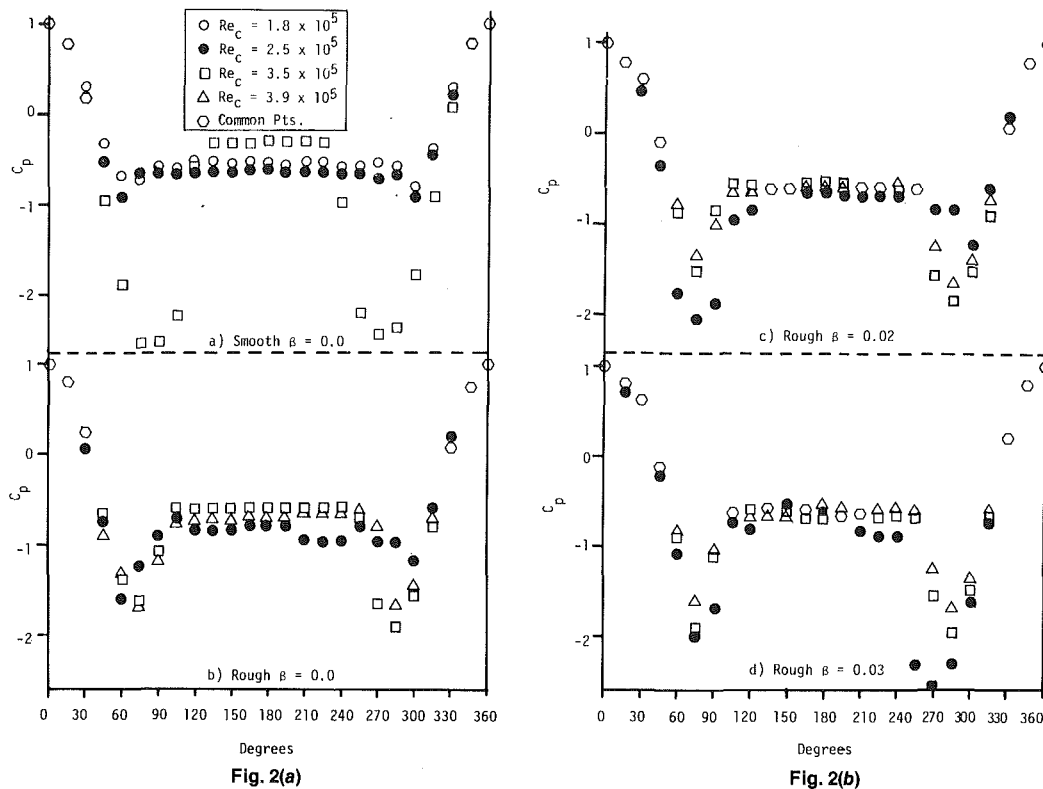 1
0
-1
-2
C_p
○ Re_c = 1.8 x 10^5
● Re_c = 2.5 x 10^5
□ Re_c = 3.5 x 10^5
△ Re_c = 3.9 x 10^5
⬡ Common Pts.
a) Smooth β = 0.0
1
0
-1
-2
C_p
b) Rough β = 0.0
0 30 60 90 120 150 180 210 240 270 300 330 360
Degrees
Fig. 2(a)
1
0
-1
-2
C_p
c) Rough β = 0.02
1
0
-1
-2
C_p
d) Rough β = 0.03
0 30 60 90 120 150 180 210 240 270 300 330 360
Degrees
Fig. 2(b)